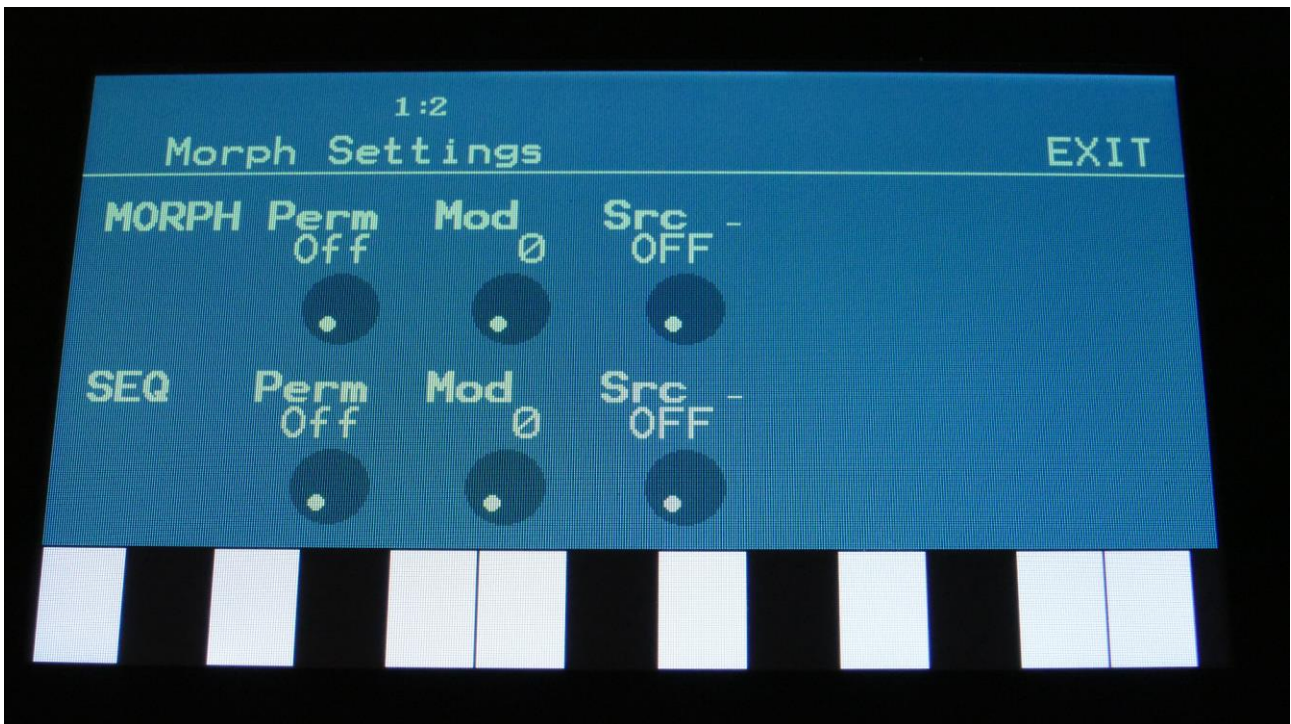 1:2
Morph Settings EXIT
MORPH Perm Mod Src -
Off 0 OFF
SEQ Perm Mod Src -
Off 0 OFF